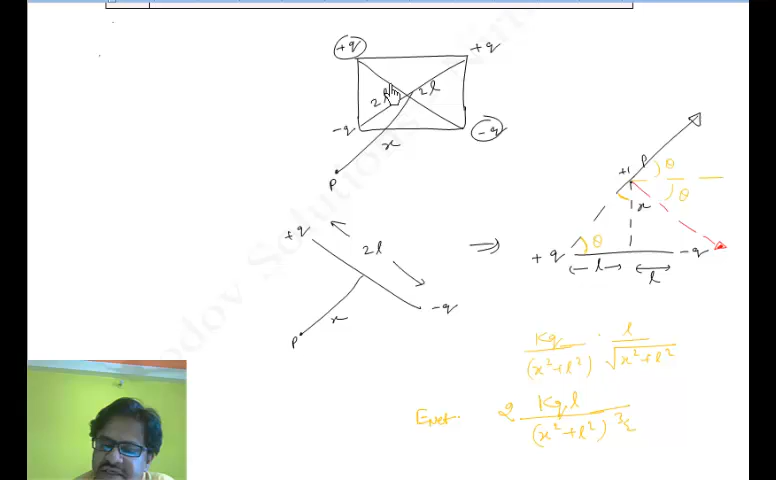 +q +q
2l 2l
-q -q
x
P
+q
2l
-q
x
P
⇒
+1 P
θ
θ
x
θ
+q -q
l l
Kq / (x²+l²) · l / √x²+l²
Enet. 2 Kql / (x²+l²)^3/2